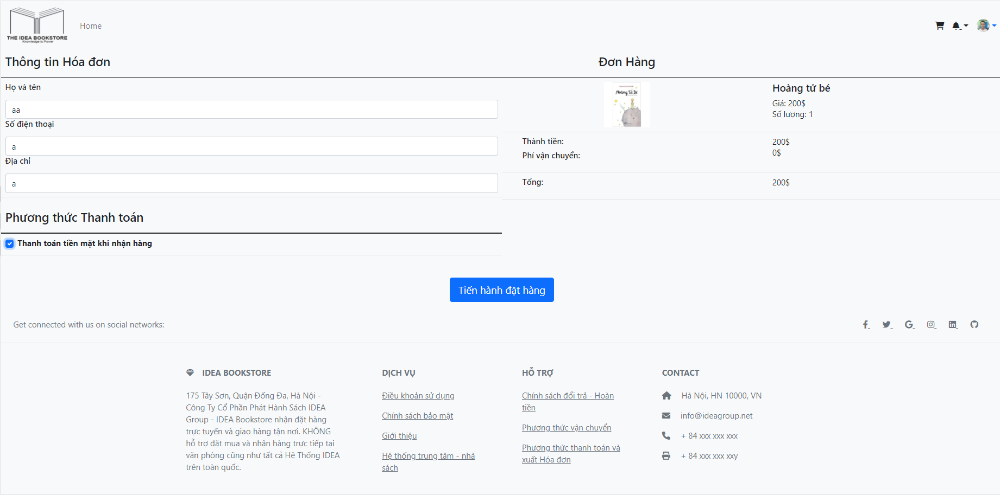 THE IDEA BOOKSTORE
Knowledge is Power
Home
Thông tin Hóa đơn
Họ và tên
aa
Số điện thoại
a
Địa chỉ
a
Phương thức Thanh toán
Thanh toán tiền mặt khi nhận hàng
Đơn Hàng
Hoàng Tử Bé
Hoàng tử bé
Giá: 200$
Số lượng: 1
Thành tiền: 200$
Phí vận chuyển: 0$
Tổng: 200$
Tiến hành đặt hàng
Get connected with us on social networks:
IDEA BOOKSTORE
175 Tây Sơn, Quận Đống Đa, Hà Nội -
Công Ty Cổ Phần Phát Hành Sách IDEA
Group - IDEA Bookstore nhận đặt hàng
trực tuyến và giao hàng tận nơi. KHÔNG
hỗ trợ đặt mua và nhận hàng trực tiếp tại
văn phòng cũng như tất cả Hệ Thống IDEA
trên toàn quốc.
DỊCH VỤ
Điều khoản sử dụng
Chính sách bảo mật
Giới thiệu
Hệ thống trung tâm - nhà
sách
HỖ TRỢ
Chính sách đổi trả - Hoàn
tiền
Phương thức vận chuyển
Phương thức thanh toán và
xuất Hóa đơn
CONTACT
Hà Nội, HN 10000, VN
info@ideagroup.net
+ 84 xxx xxx xxx
+ 84 xxx xxx xxy